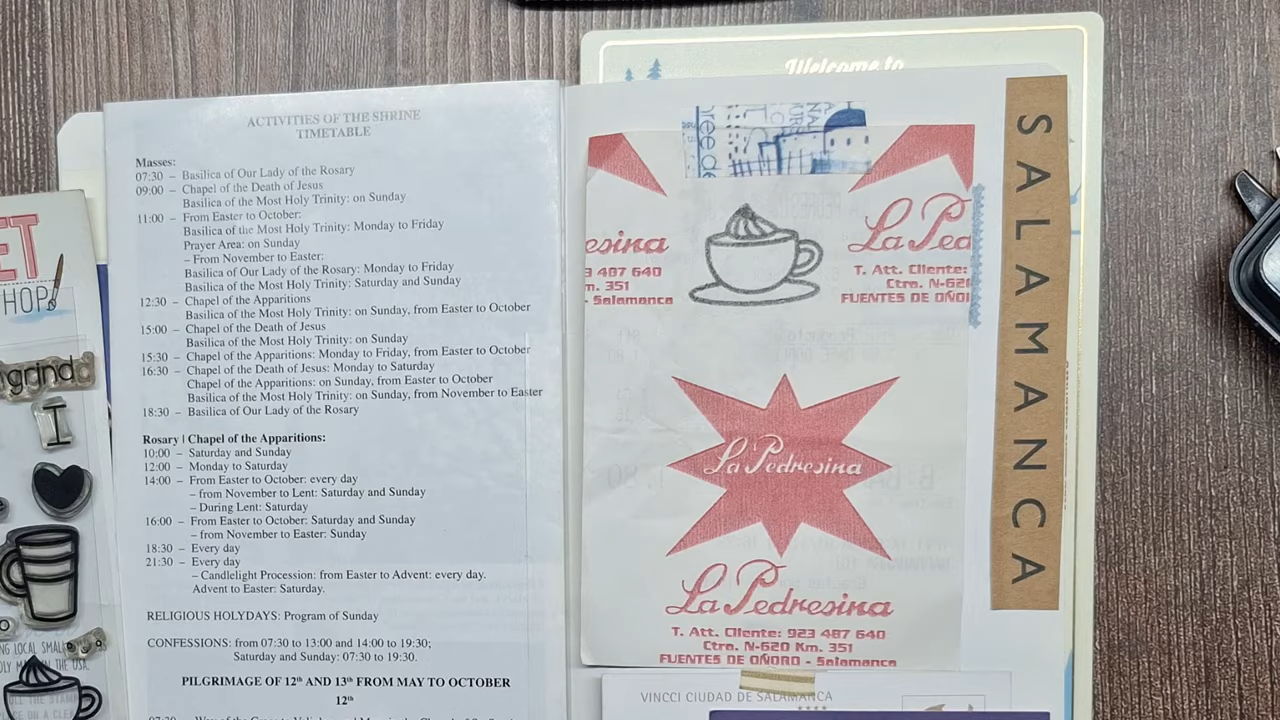 Welcome to
ACTIVITIES OF THE SHRINE
TIMETABLE
Masses:
07:30 – Basilica of Our Lady of the Rosary
09:00 – Chapel of the Death of Jesus
Basilica of the Most Holy Trinity: on Sunday
11:00 – From Easter to October:
Basilica of the Most Holy Trinity: Monday to Friday
Prayer Area: on Sunday
– From November to Easter:
Basilica of Our Lady of the Rosary: Monday to Friday
Basilica of the Most Holy Trinity: Saturday and Sunday
12:30 – Chapel of the Apparitions
Basilica of the Most Holy Trinity: on Sunday, from Easter to October
15:00 – Chapel of the Death of Jesus
Basilica of the Most Holy Trinity: on Sunday
15:30 – Chapel of the Apparitions: Monday to Friday, from Easter to October
16:30 – Chapel of the Death of Jesus: Monday to Saturday
Chapel of the Apparitions: on Sunday, from Easter to October
Basilica of the Most Holy Trinity: on Sunday, from November to Easter
18:30 – Basilica of Our Lady of the Rosary
Rosary | Chapel of the Apparitions:
10:00 – Saturday and Sunday
12:00 – Monday to Saturday
14:00 – From Easter to October: every day
– from November to Lent: Saturday and Sunday
– During Lent: Saturday
16:00 – From Easter to October: Saturday and Sunday
– from November to Easter: Sunday
18:30 – Every day
21:30 – Every day
– Candlelight Procession: from Easter to Advent: every day.
Advent to Easter: Saturday.
RELIGIOUS HOLYDAYS: Program of Sunday
CONFESSIONS: from 07:30 to 13:00 and 14:00 to 19:30;
Saturday and Sunday: 07:30 to 19:30.
PILGRIMAGE OF 12th AND 13th FROM MAY TO OCTOBER
12th
ET
HOP!
grind
I
esina
3 487 640
m. 351
- Salamanca
La Ped
T. Att. Cliente:
Ctra. N-62
FUENTES DE OÑO
La Pedresina
La Pedresina
T. Att. Cliente: 923 487 640
Ctra. N-620 Km. 351
FUENTES DE OÑORO - Salamanca
SALAMANCA
VINCCI CIUDAD DE SALAMANCA